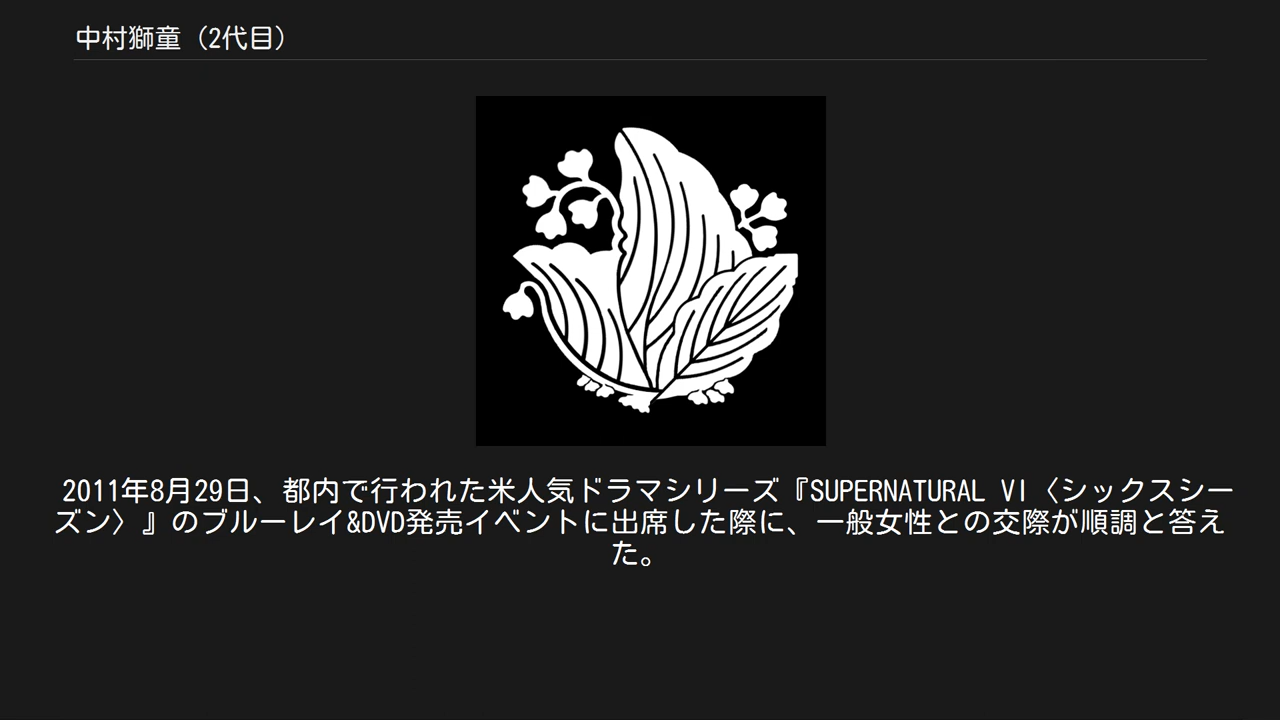 中村獅童（2代目）
2011年8月29日、都内で行われた米人気ドラマシリーズ『SUPERNATURAL VI〈シックスシー
ズン〉』のブルーレイ&DVD発売イベントに出席した際に、一般女性との交際が順調と答え
た。